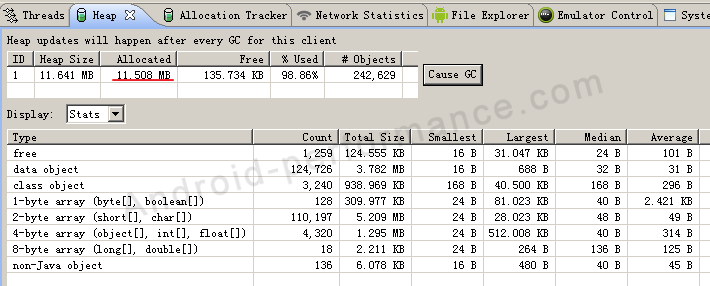 Threads Heap Allocation Tracker Network Statistics File Explorer Emulator Control Syste
Heap updates will happen after every GC for this client
ID Heap Size Allocated Free % Used # Objects
1 11.641 MB 11.508 MB 135.734 KB 98.86% 242,629
Cause GC
Display: Stats
Type Count Total Size Smallest Largest Median Average
free 1,259 124.555 KB 16 B 31.047 KB 24 B 101 B
data object 124,726 3.782 MB 16 B 688 B 32 B 31 B
class object 3,240 938.969 KB 168 B 40.500 KB 168 B 296 B
1-byte array (byte[], boolean[]) 128 309.977 KB 24 B 81.023 KB 40 B 2.421 KB
2-byte array (short[], char[]) 110,197 5.209 MB 24 B 28.023 KB 48 B 49 B
4-byte array (object[], int[], float[]) 4,320 1.295 MB 24 B 512.008 KB 40 B 314 B
8-byte array (long[], double[]) 18 2.211 KB 24 B 264 B 136 B 125 B
non-Java object 136 6.078 KB 16 B 480 B 40 B 45 B
Android-performance.com